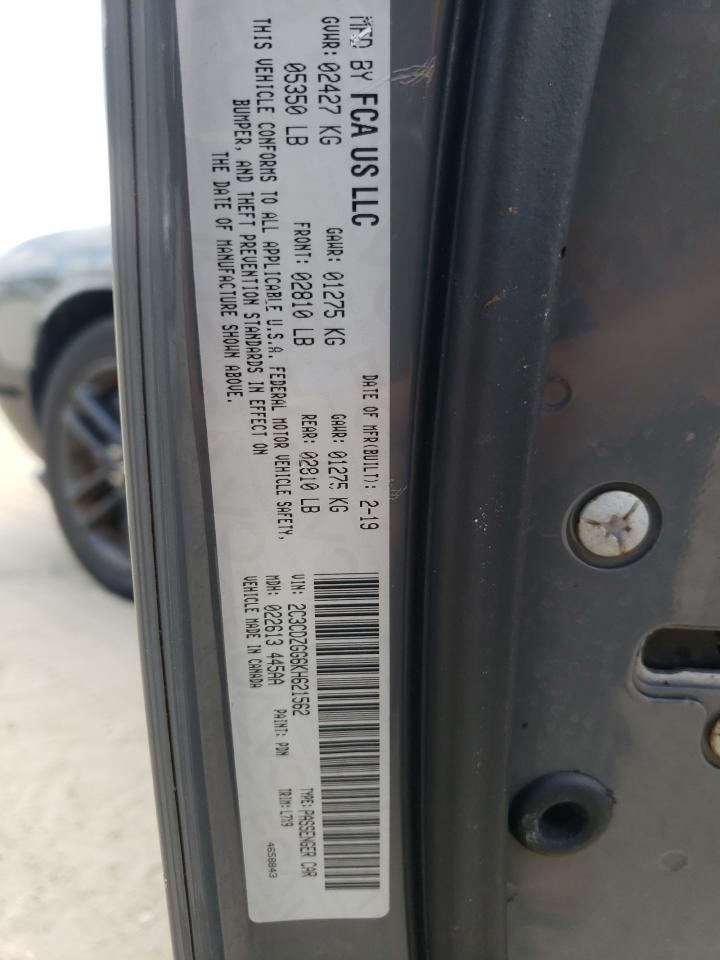 MFD BY FCA US LLC
DATE OF MFR(BUILT): 2-19
GVWR: 02427 KG
GAWR: 01275 KG
GAWR: 01275 KG
05350 LB
FRONT: 02810 LB
REAR: 02810 LB
THIS VEHICLE CONFORMS TO ALL APPLICABLE U.S.A. FEDERAL MOTOR VEHICLE SAFETY,
BUMPER, AND THEFT PREVENTION STANDARDS IN EFFECT ON
THE DATE OF MANUFACTURE SHOWN ABOVE.
VIN: 2C3CDZGG6KH621562
TYPE: PASSENGER CAR
MDH: 022613 445AA
PAINT: PDN
TRIM: L7X9
VEHICLE MADE IN CANADA
4658843